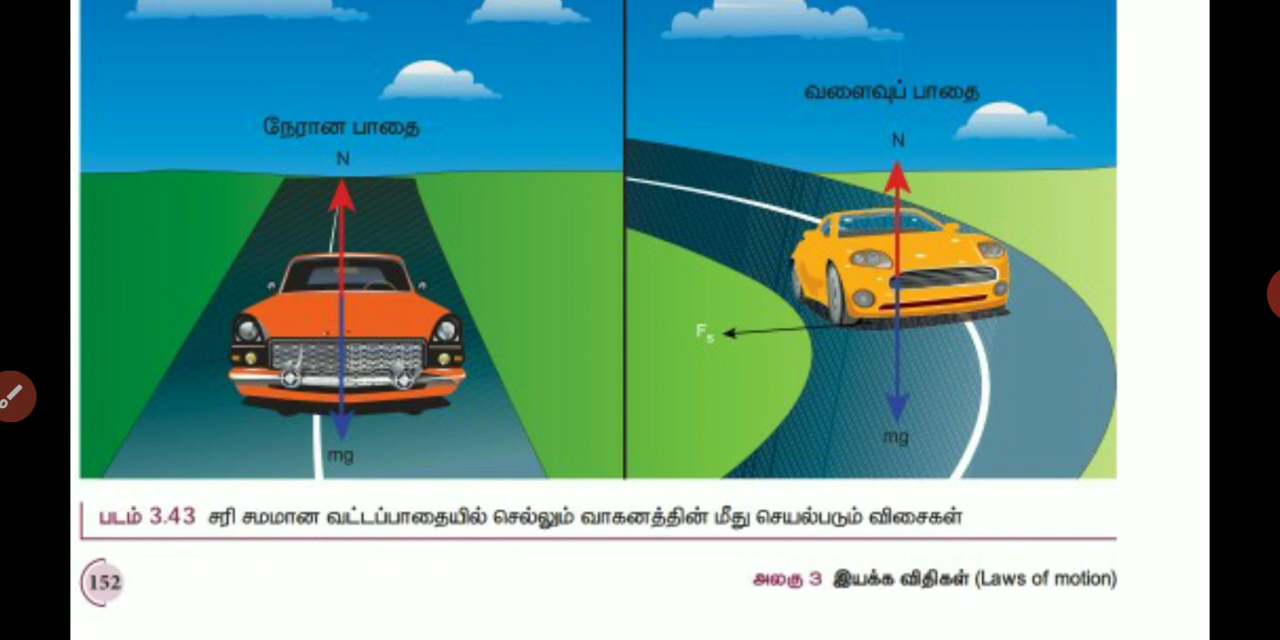 நேரான பாதை
N
mg
வளைவுப் பாதை
N
Fs
mg
படம் 3.43 சரி சமமான வட்டப்பாதையில் செல்லும் வாகனத்தின் மீது செயல்படும் விசைகள்
152
அலகு 3 இயக்க விதிகள் (Laws of motion)